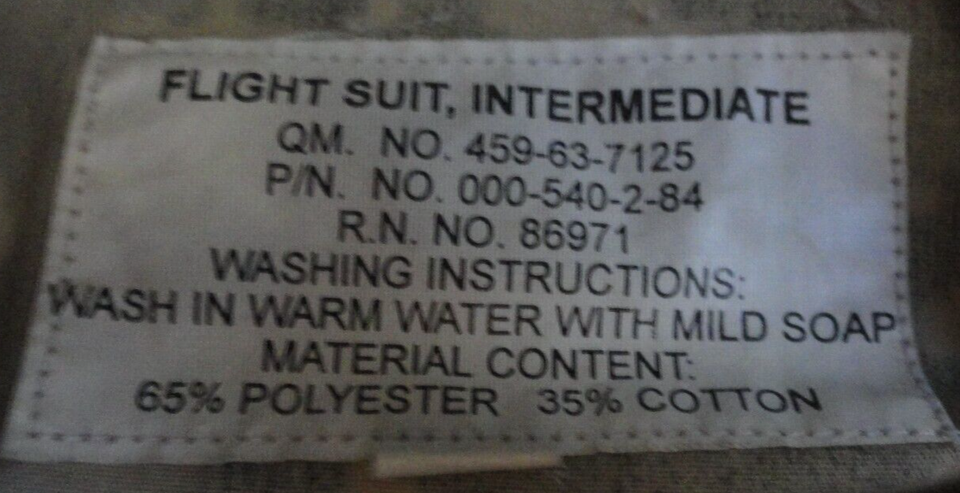 FLIGHT SUIT, INTERMEDIATE
QM. NO. 459-63-7125
P/N. NO. 000-540-2-84
R.N. NO. 86971
WASHING INSTRUCTIONS:
WASH IN WARM WATER WITH MILD SOAP
MATERIAL CONTENT:
65% POLYESTER 35% COTTON